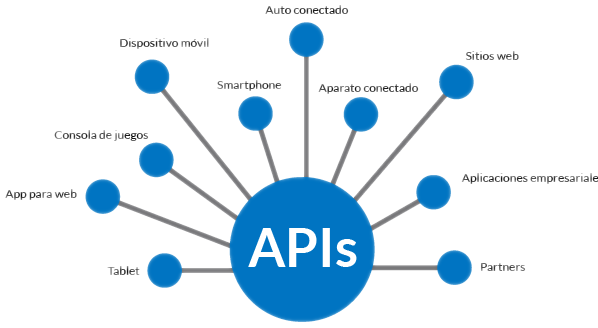 Auto conectado
Dispositivo móvil
Sitios web
Smartphone
Aparato conectado
Consola de juegos
Aplicaciones empresariale
App para web
APIs
Tablet
Partners